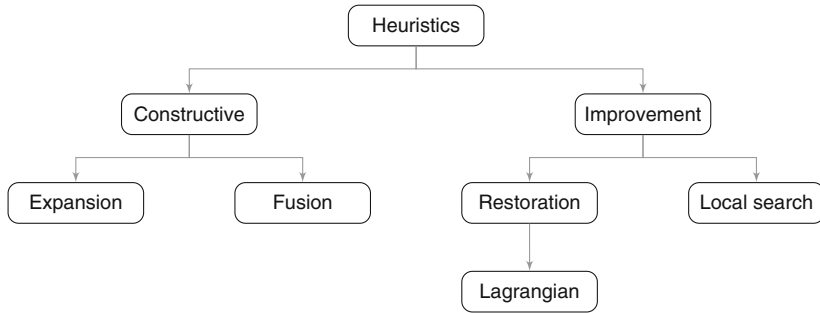 Heuristics
Constructive
Improvement
Expansion
Fusion
Restoration
Local search
Lagrangian